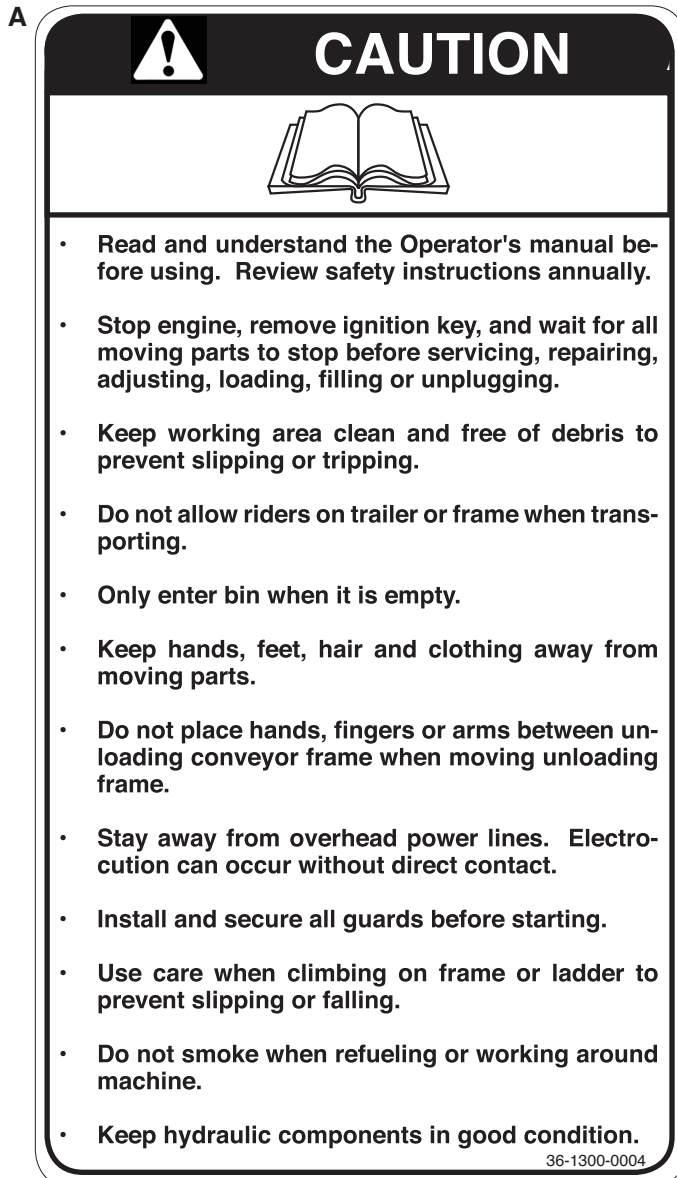 A
CAUTION
• Read and understand the Operator's manual be-
fore using.  Review safety instructions annually.
• Stop engine, remove ignition key, and wait for all
moving parts to stop before servicing, repairing,
adjusting, loading, filling or unplugging.
• Keep working area clean and free of debris to
prevent slipping or tripping.
• Do not allow riders on trailer or frame when trans-
porting.
• Only enter bin when it is empty.
• Keep hands, feet, hair and clothing away from
moving parts.
• Do not place hands, fingers or arms between un-
loading conveyor frame when moving unloading
frame.
• Stay away from overhead power lines.  Electro-
cution can occur without direct contact.
• Install and secure all guards before starting.
• Use care when climbing on frame or ladder to
prevent slipping or falling.
• Do not smoke when refueling or working around
machine.
• Keep hydraulic components in good condition.
36-1300-0004